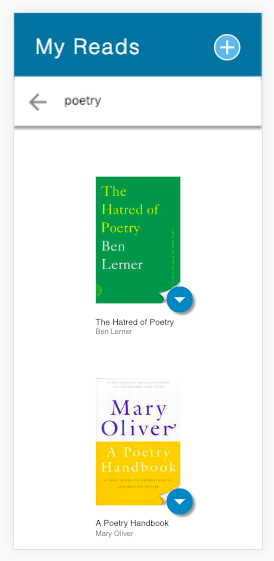 My Reads
poetry
The
Hatred of
Poetry
Ben
Lerner
The Hatred of Poetry
Ben Lerner
Mary
Oliver
A Poetry
Handbook
A Poetry Handbook
Mary Oliver